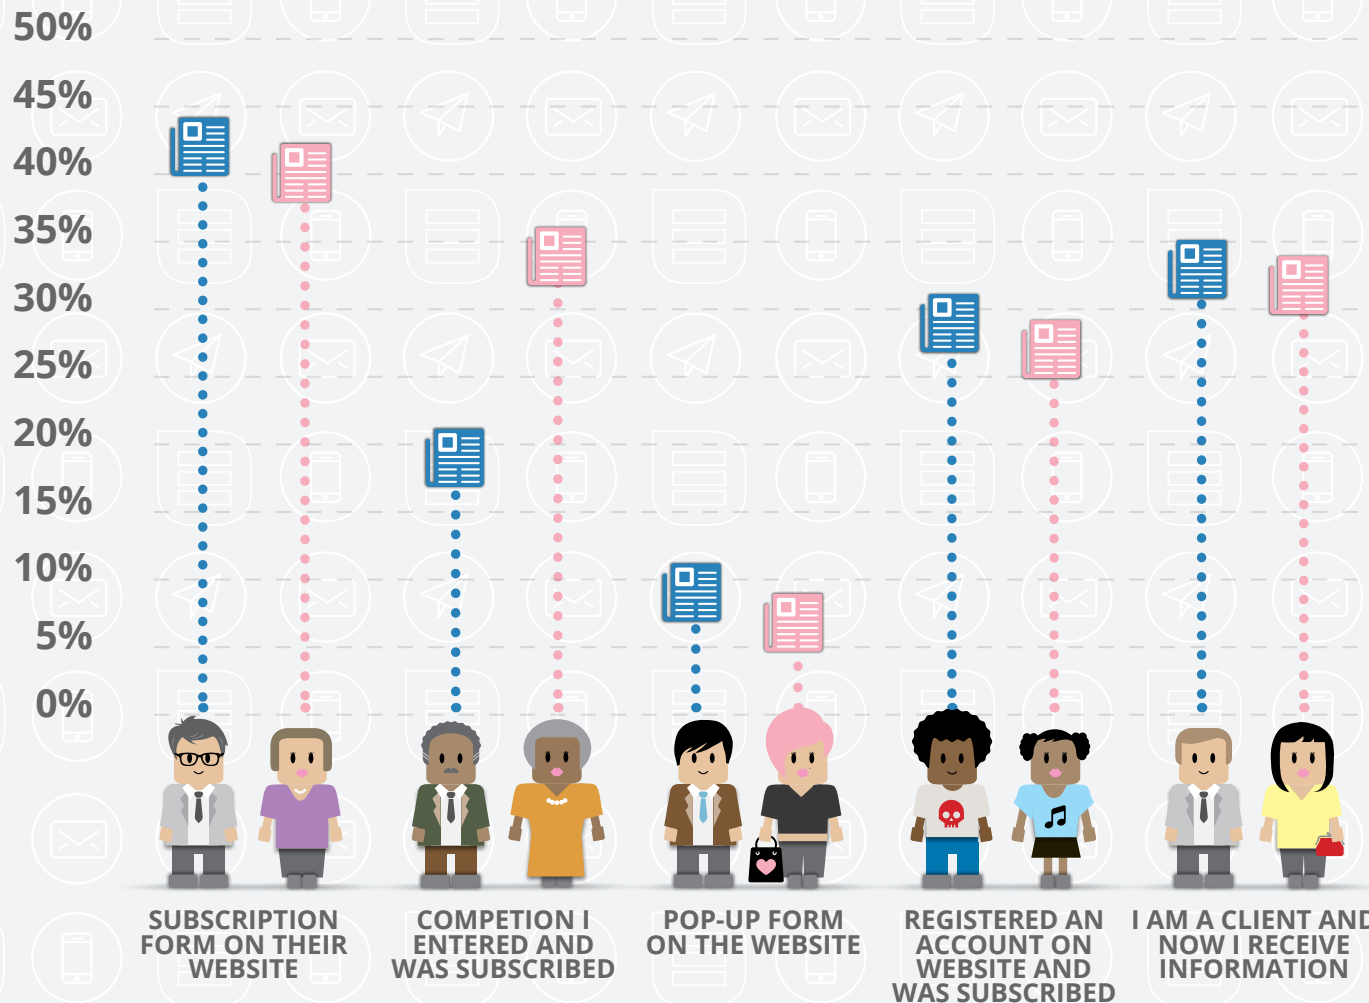 50%
45%
40%
35%
30%
25%
20%
15%
10%
5%
0%
SUBSCRIPTION
FORM ON THEIR
WEBSITE
COMPETION I
ENTERED AND
WAS SUBSCRIBED
POP-UP FORM
ON THE WEBSITE
REGISTERED AN
ACCOUNT ON
WEBSITE AND
WAS SUBSCRIBED
I AM A CLIENT AND
NOW I RECEIVE
INFORMATION